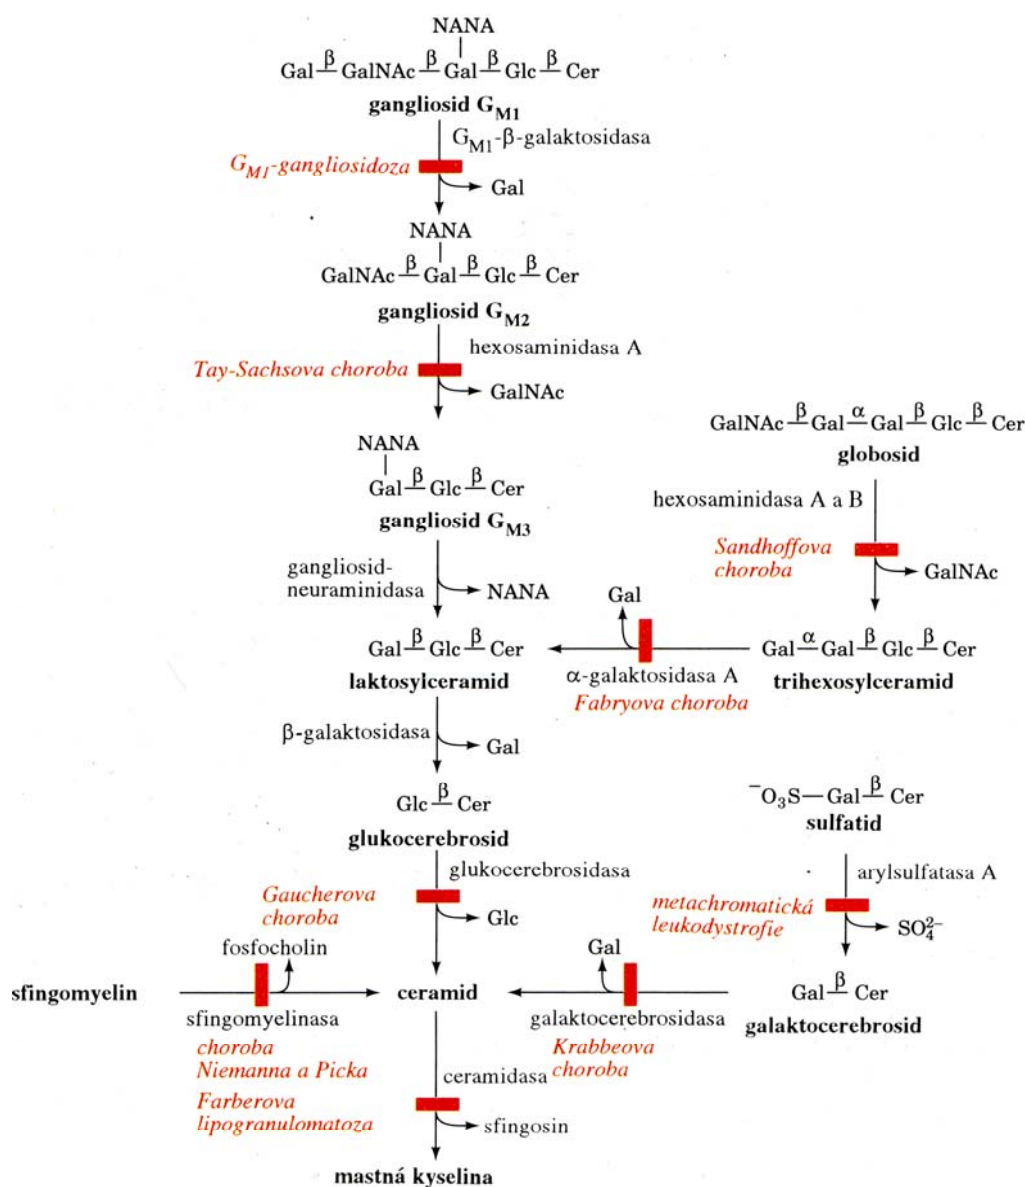 NANA
Gal β GalNAc β Gal β Glc β Cer
gangliosid GM1
GM1-β-galaktosidasa
GM1-gangliosidoza
Gal
NANA
GalNAc β Gal β Glc β Cer
gangliosid GM2
hexosaminidasa A
Tay-Sachsova choroba
GalNAc
NANA
Gal β Glc β Cer
gangliosid GM3
gangliosid-
neuraminidasa
NANA
GalNAc β Gal α Gal β Glc β Cer
globosid
hexosaminidasa A a B
Sandhoffova
choroba
GalNAc
Gal α Gal β Glc β Cer
trihexosylceramid
Gal
α-galaktosidasa A
Fabryova choroba
Gal β Glc β Cer
laktosylceramid
β-galaktosidasa
Gal
Glc β Cer
glukocerebrosid
glukocerebrosidasa
Gaucherova
choroba
Glc
⁻O3S—Gal β Cer
sulfatid
arylsulfatasa A
metachromatická
leukodystrofie
SO4²⁻
Gal β Cer
galaktocerebrosid
Gal
galaktocerebrosidasa
Krabbeova
choroba
fosfocholin
sfingomyelin
sfingomyelinasa
choroba
Niemanna a Picka
ceramid
ceramidasa
Farberova
lipogranulomatoza
sfingosin
mastná kyselina